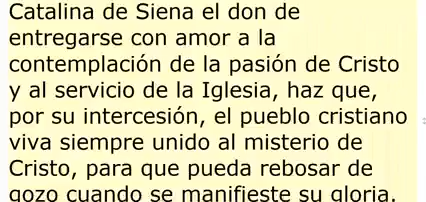 Catalina de Siena el don de
entregarse con amor a la
contemplación de la pasión de Cristo
y al servicio de la Iglesia, haz que,
por su intercesión, el pueblo cristiano
viva siempre unido al misterio de
Cristo, para que pueda rebosar de
gozo cuando se manifieste su gloria.